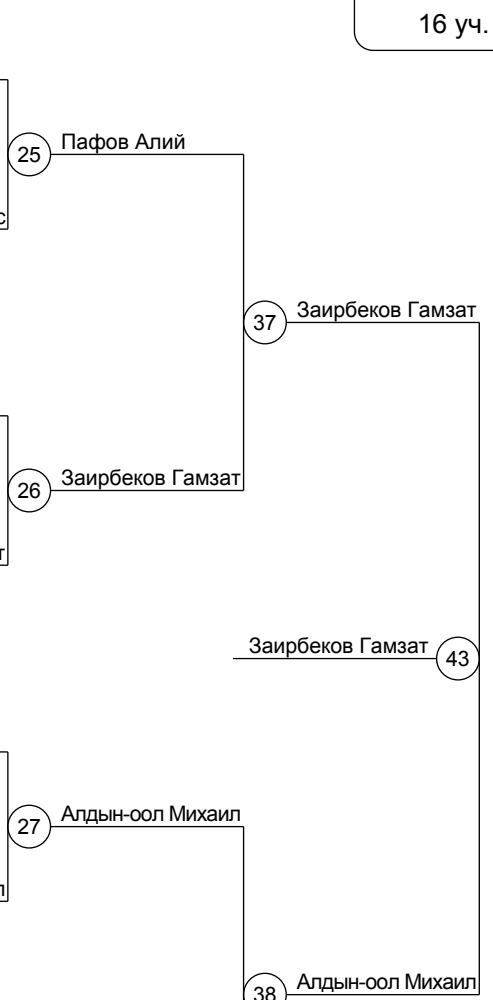 16 уч.
25 Пафов Алий
с
37 Заирбеков Гамзат
26 Заирбеков Гамзат
т
Заирбеков Гамзат 43
27 Алдын-оол Михаил
л
38 Алдын-оол Михаил